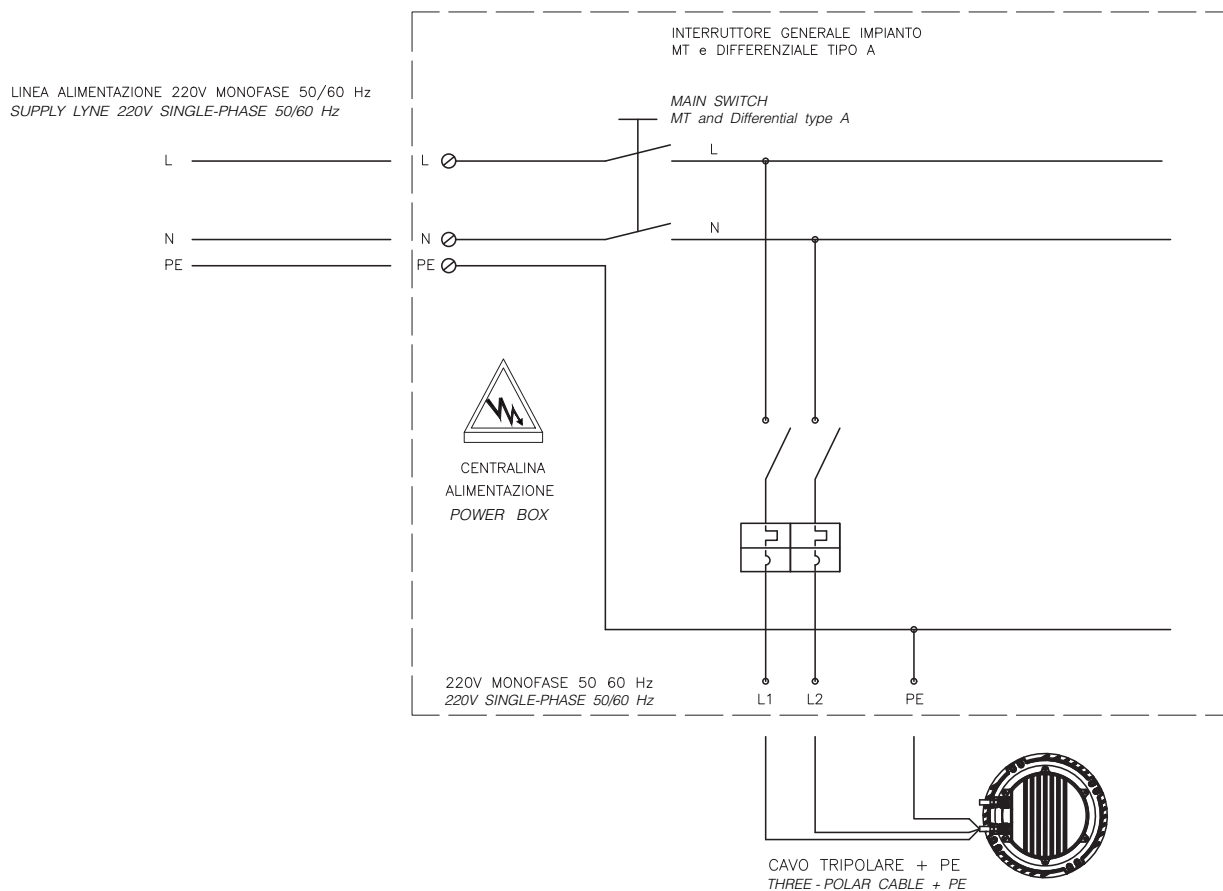 INTERRUTTORE GENERALE IMPIANTO
MT e DIFFERENZIALE TIPO A
LINEA ALIMENTAZIONE 220V MONOFASE 50/60 Hz
SUPPLY LYNE 220V SINGLE-PHASE 50/60 Hz
MAIN SWITCH
MT and Differential type A
L
L
L
N
N
N
PE
PE
CENTRALINA
ALIMENTAZIONE
POWER BOX
220V MONOFASE 50 60 Hz
220V SINGLE-PHASE 50/60 Hz
L1
L2
PE
CAVO TRIPOLARE + PE
THREE - POLAR CABLE + PE